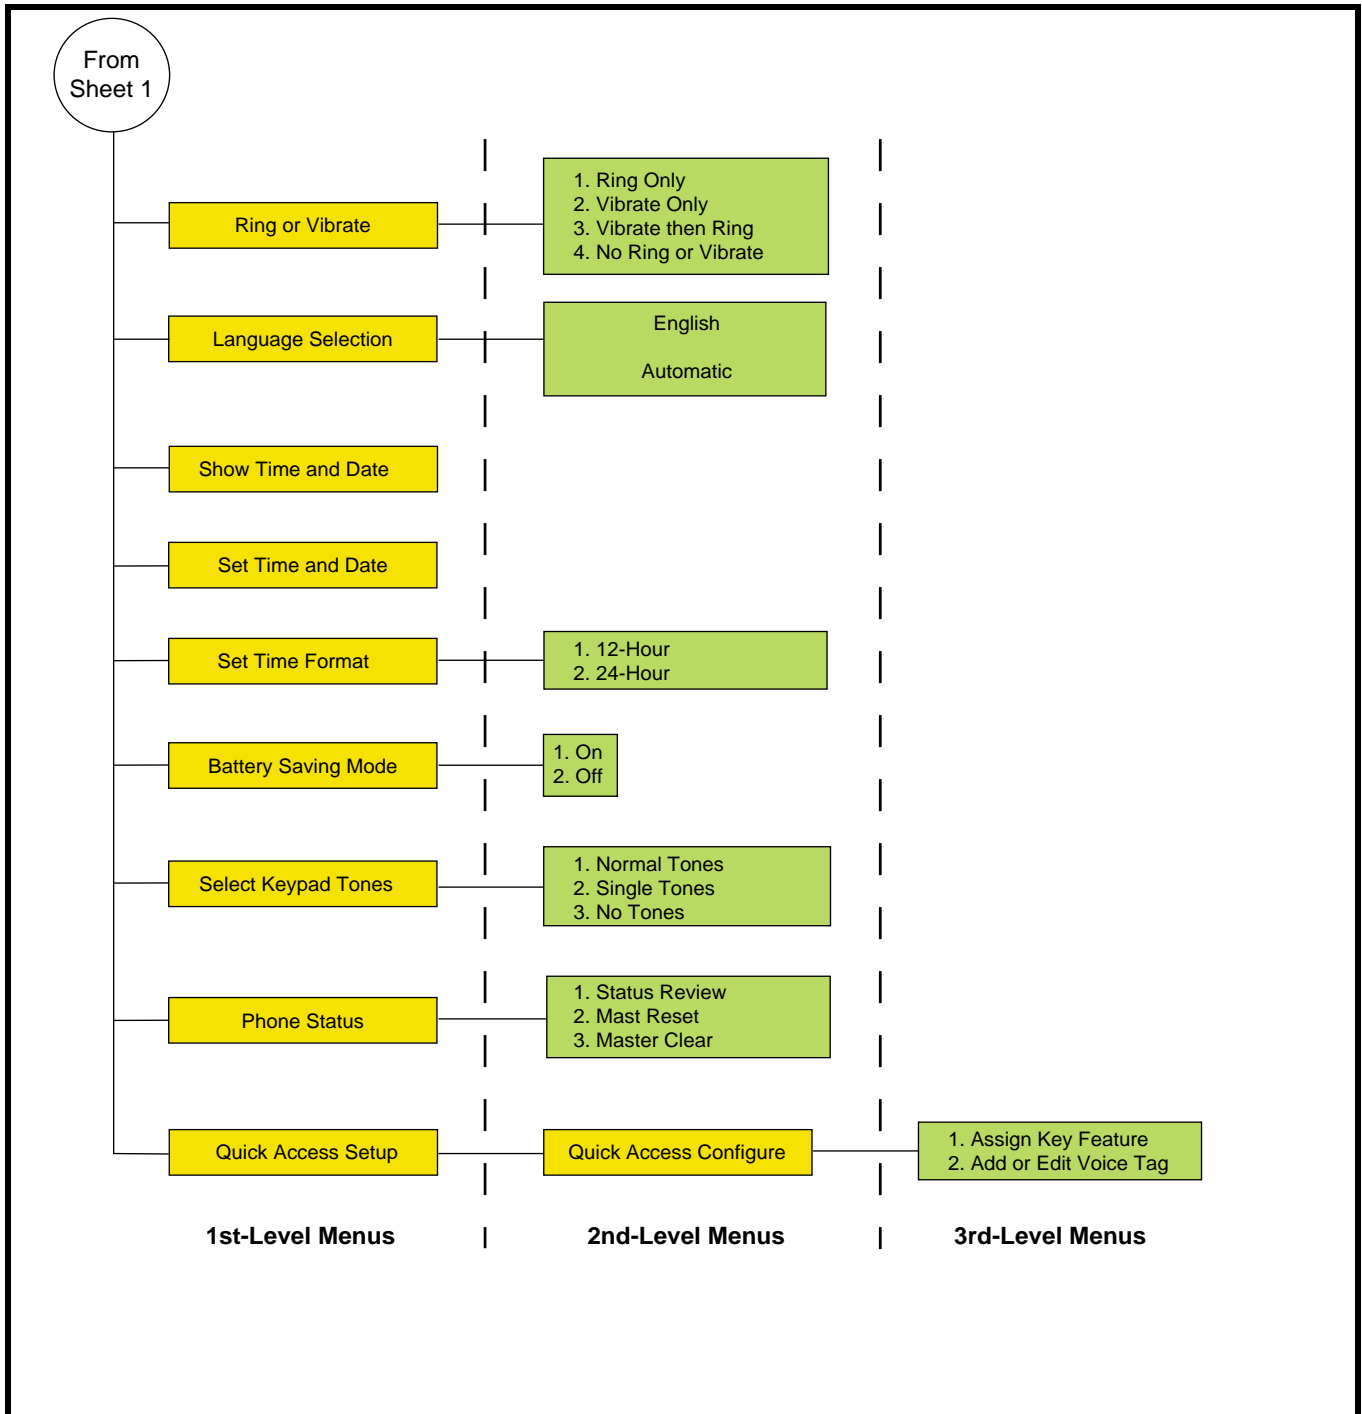 From
Sheet 1
Ring or Vibrate
1. Ring Only
2. Vibrate Only
3. Vibrate then Ring
4. No Ring or Vibrate
Language Selection
English
Automatic
Show Time and Date
Set Time and Date
Set Time Format
1. 12-Hour
2. 24-Hour
Battery Saving Mode
1. On
2. Off
Select Keypad Tones
1. Normal Tones
2. Single Tones
3. No Tones
Phone Status
1. Status Review
2. Mast Reset
3. Master Clear
Quick Access Setup
Quick Access Configure
1. Assign Key Feature
2. Add or Edit Voice Tag
1st-Level Menus
2nd-Level Menus
3rd-Level Menus